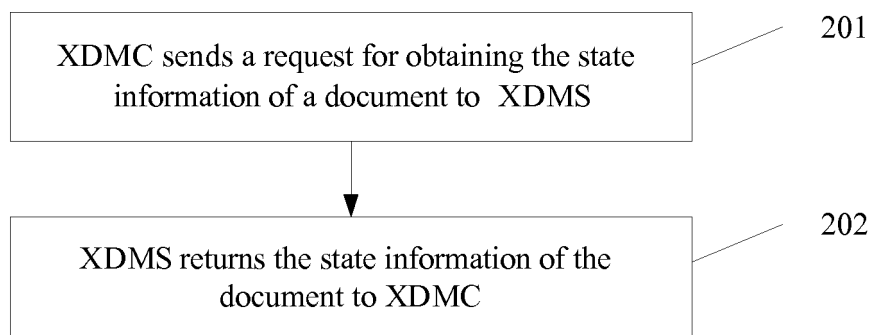 XDMC sends a request for obtaining the state
information of a document to XDMS
201
XDMS returns the state information of the
document to XDMC
202